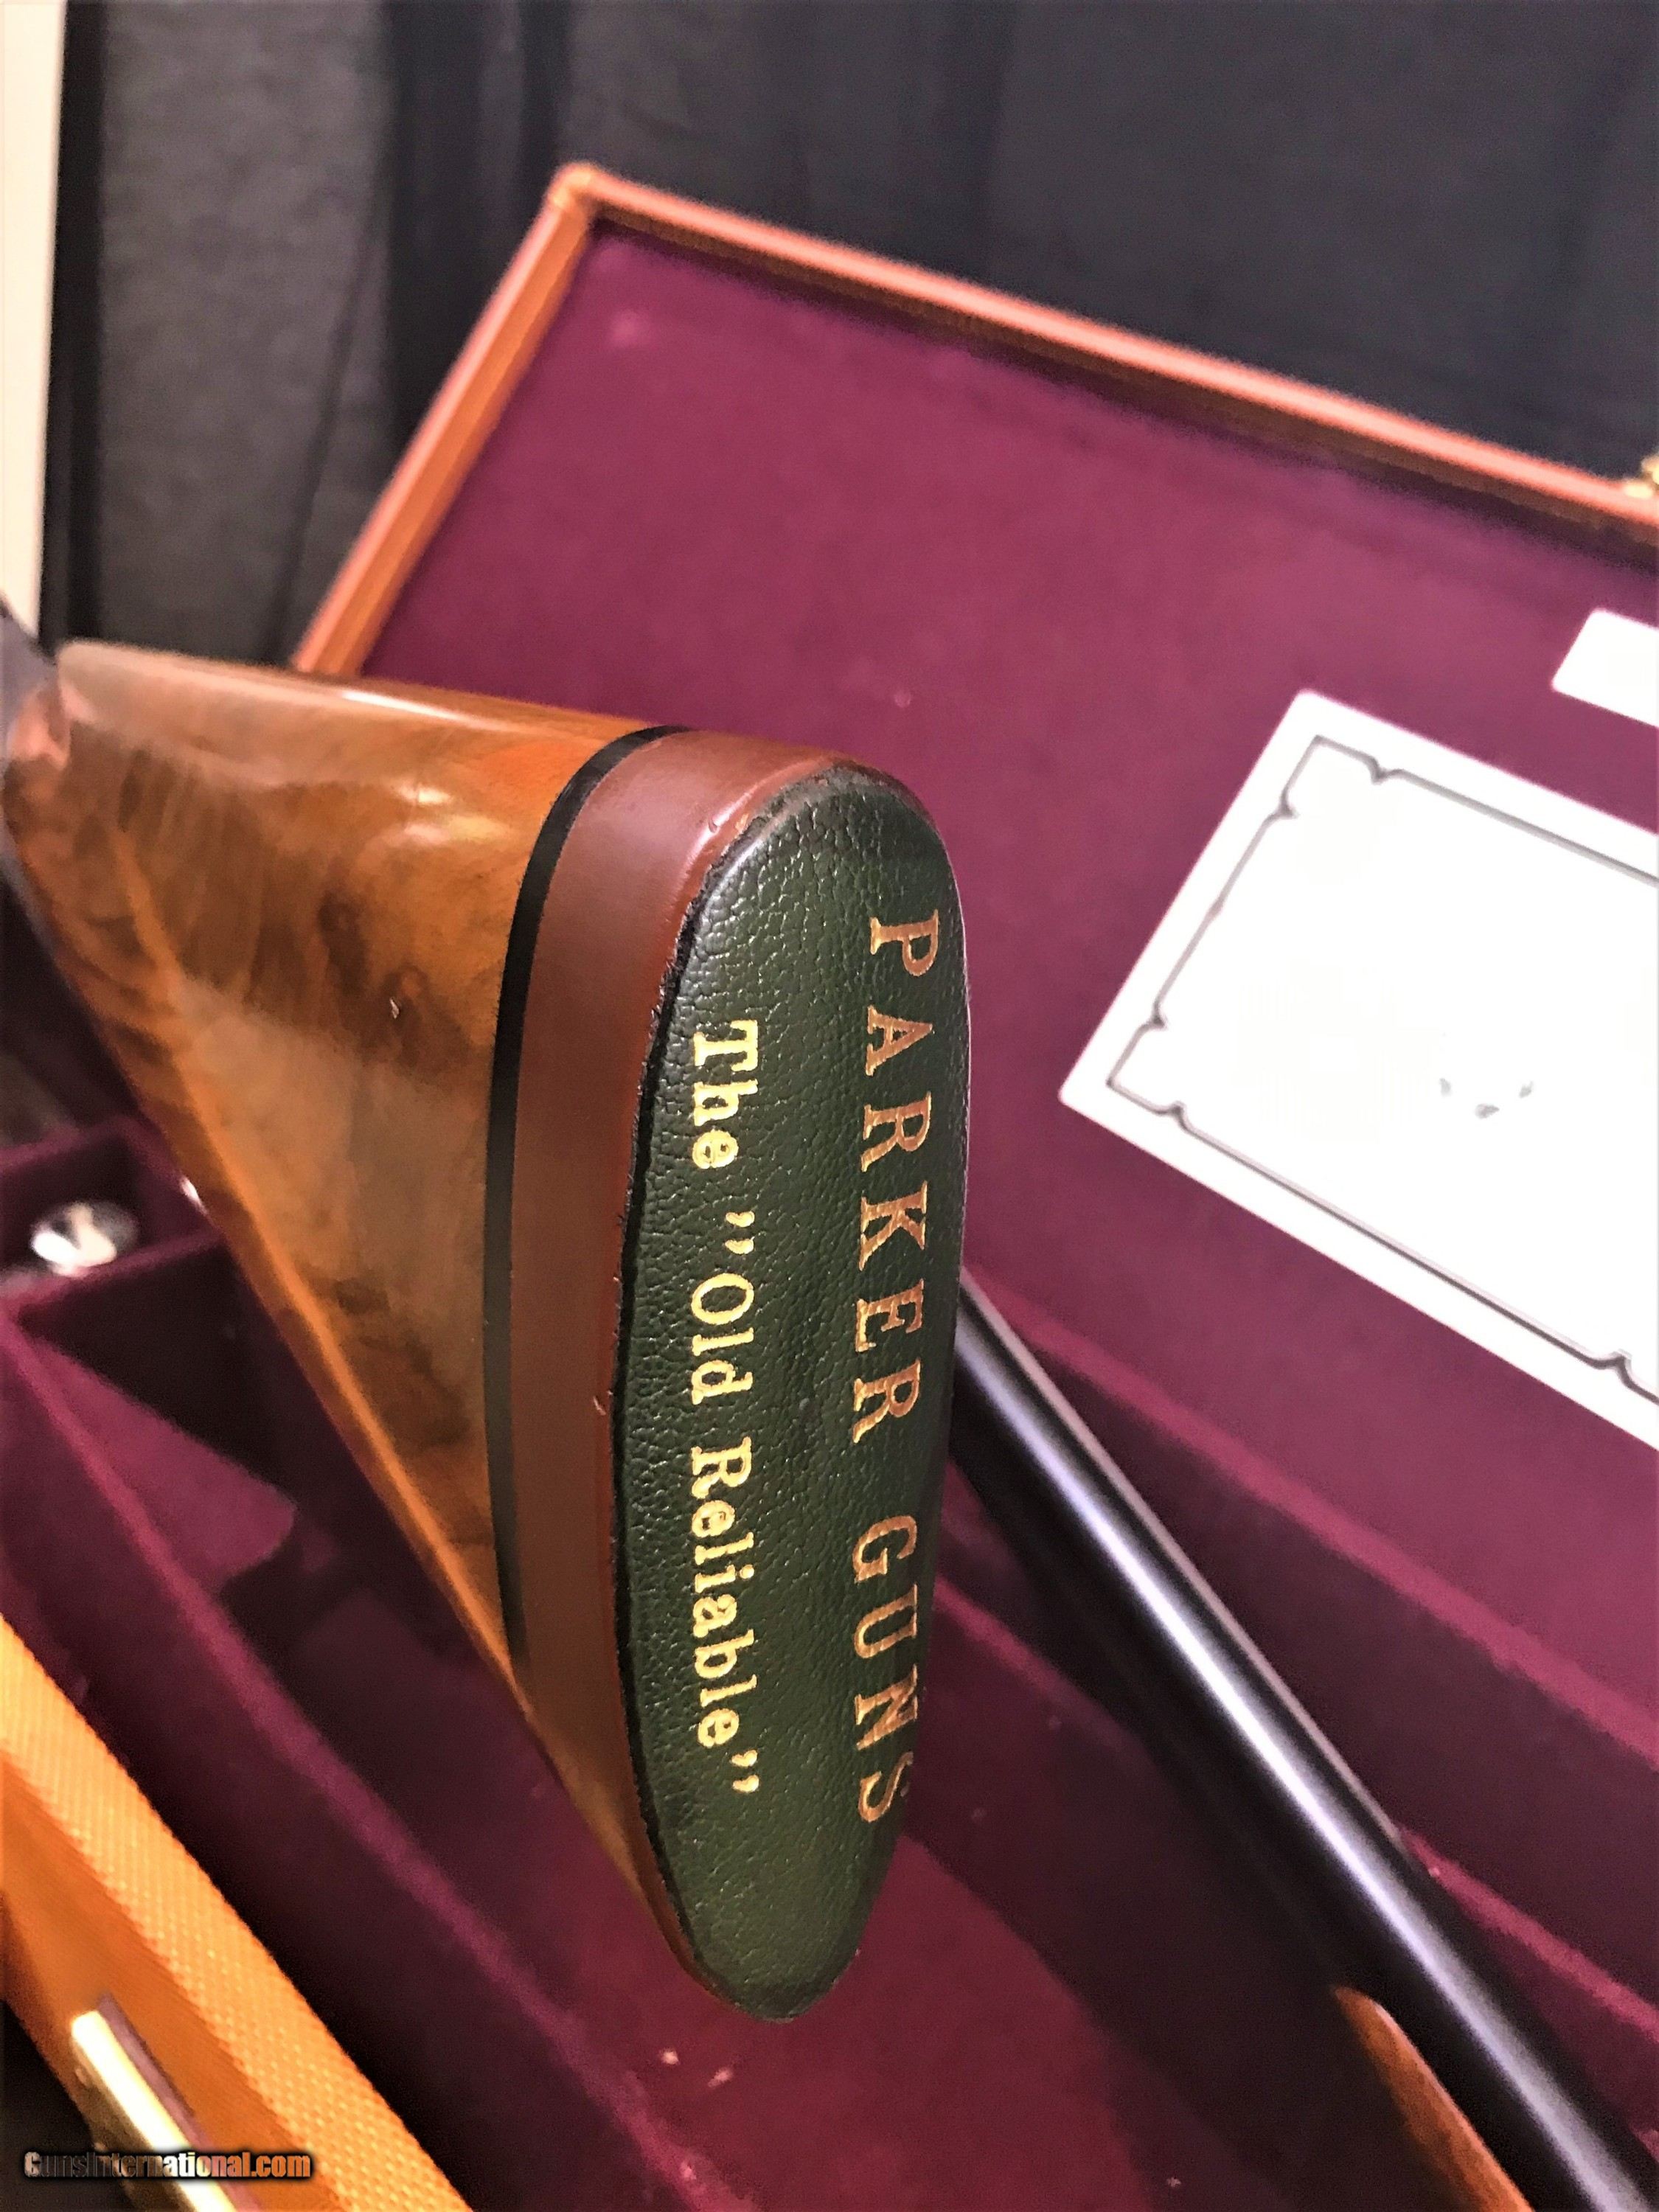 PARKER GUNS
The "Old Reliable"
GunsInternational.com